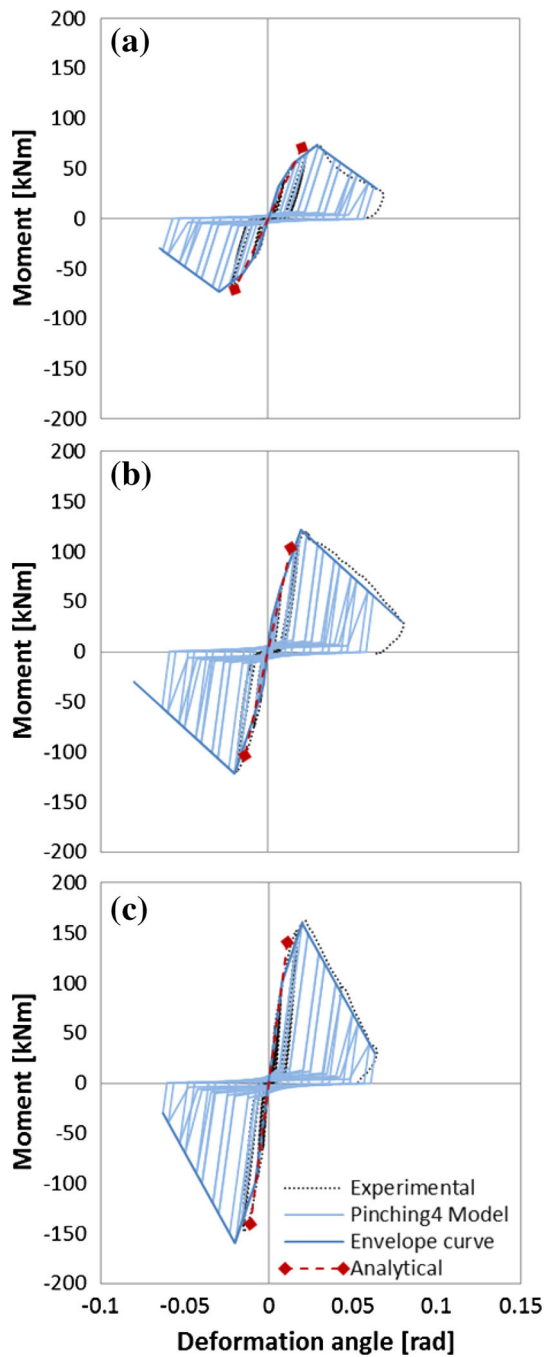 (a)
200
150
100
50
0
-50
-100
-150
-200
Moment [kNm]
(b)
200
150
100
50
0
-50
-100
-150
-200
Moment [kNm]
(c)
200
150
100
50
0
-50
-100
-150
-200
Moment [kNm]
Experimental
Pinching4 Model
Envelope curve
Analytical
-0.1 -0.05 0 0.05 0.1 0.15
Deformation angle [rad]